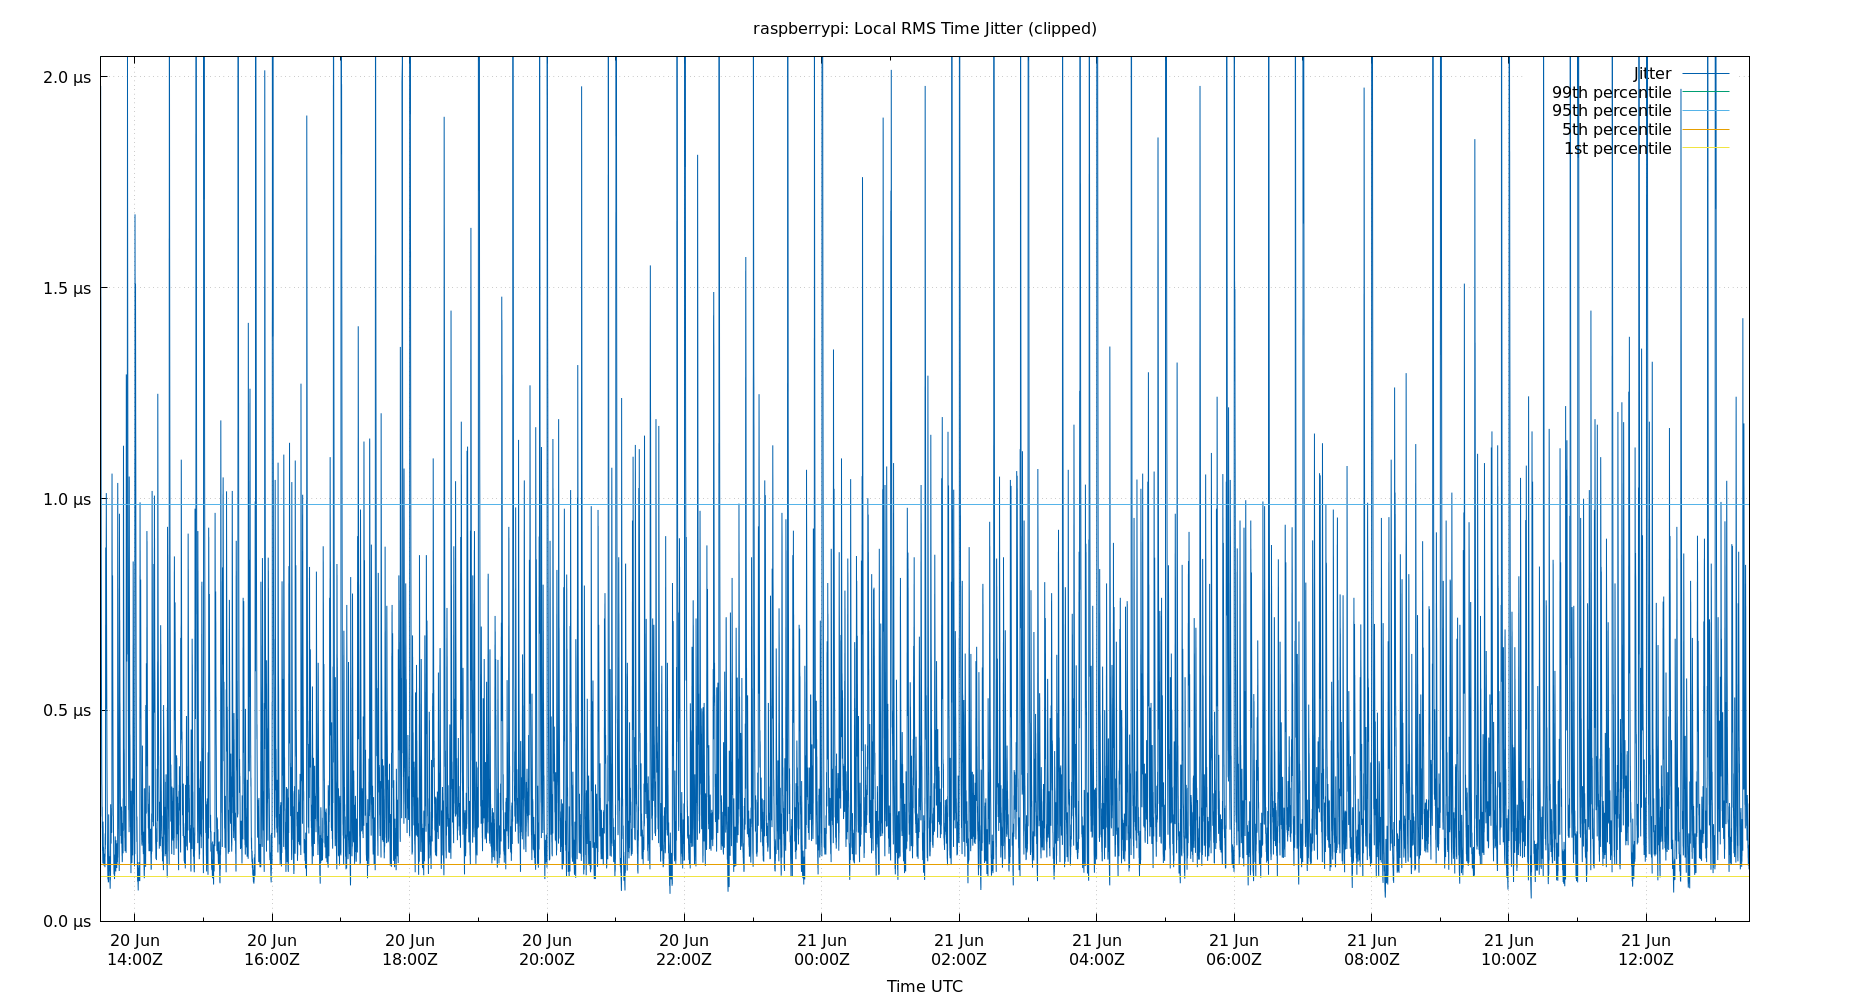 raspberrypi: Local RMS Time Jitter (clipped)
2.0 µs
1.5 µs
1.0 µs
0.5 µs
0.0 µs
Jitter
99th percentile
95th percentile
5th percentile
1st percentile
20 Jun 20 Jun 20 Jun 20 Jun 20 Jun 21 Jun 21 Jun 21 Jun 21 Jun 21 Jun 21 Jun 21 Jun
14:00Z 16:00Z 18:00Z 20:00Z 22:00Z 00:00Z 02:00Z 04:00Z 06:00Z 08:00Z 10:00Z 12:00Z
Time UTC